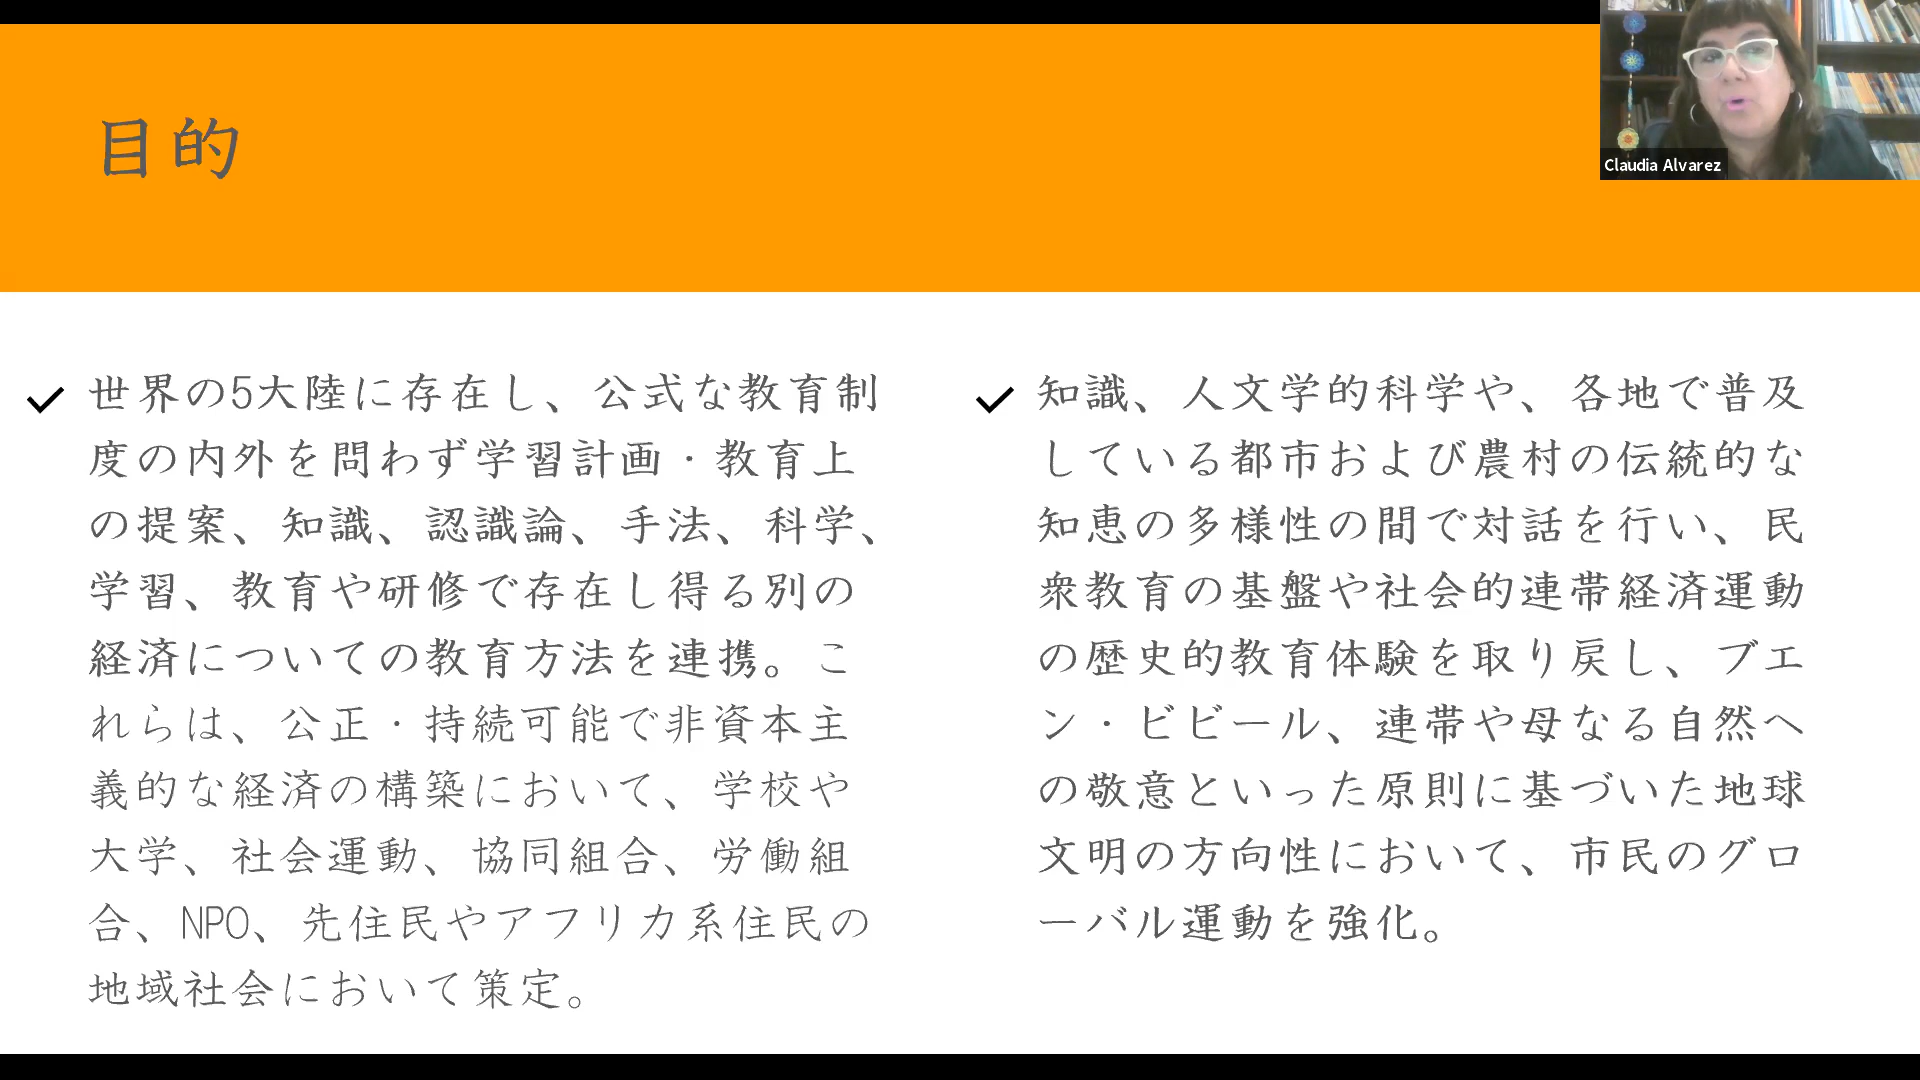 目的
Claudia Alvarez
世界の5大陸に存在し、公式な教育制
度の内外を問わず学習計画・教育上
の提案、知識、認識論、手法、科学、
学習、教育や研修で存在し得る別の
経済についての教育方法を連携。こ
れらは、公正・持続可能で非資本主
義的な経済の構築において、学校や
大学、社会運動、協同組合、労働組
合、NPO、先住民やアフリカ系住民の
地域社会において策定。
知識、人文学的科学や、各地で普及
している都市および農村の伝統的な
知恵の多様性の間で対話を行い、民
衆教育の基盤や社会的連帯経済運動
の歴史的教育体験を取り戻し、ブエ
ン・ビビール、連帯や母なる自然へ
の敬意といった原則に基づいた地球
文明の方向性において、市民のグロ
ーバル運動を強化。